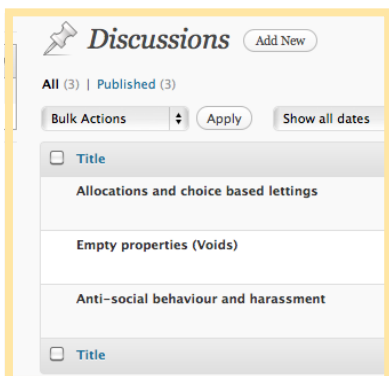 Discussions Add New
All (3) | Published (3)
Bulk Actions Apply Show all dates
Title
Allocations and choice based lettings
Empty properties (Voids)
Anti-social behaviour and harassment
Title